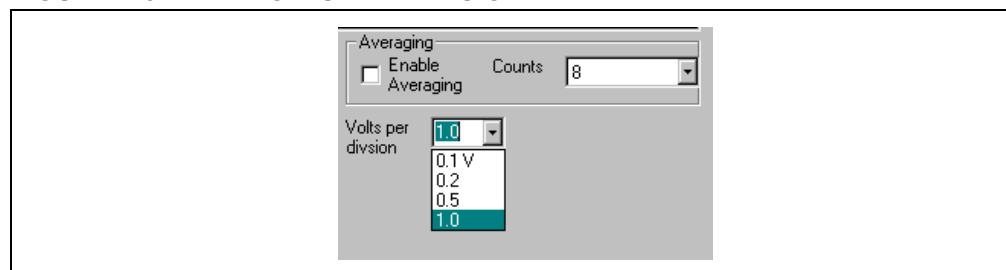 Averaging
Enable Averaging
Counts
8
Volts per divsion
1.0
0.1 V
0.2
0.5
1.0